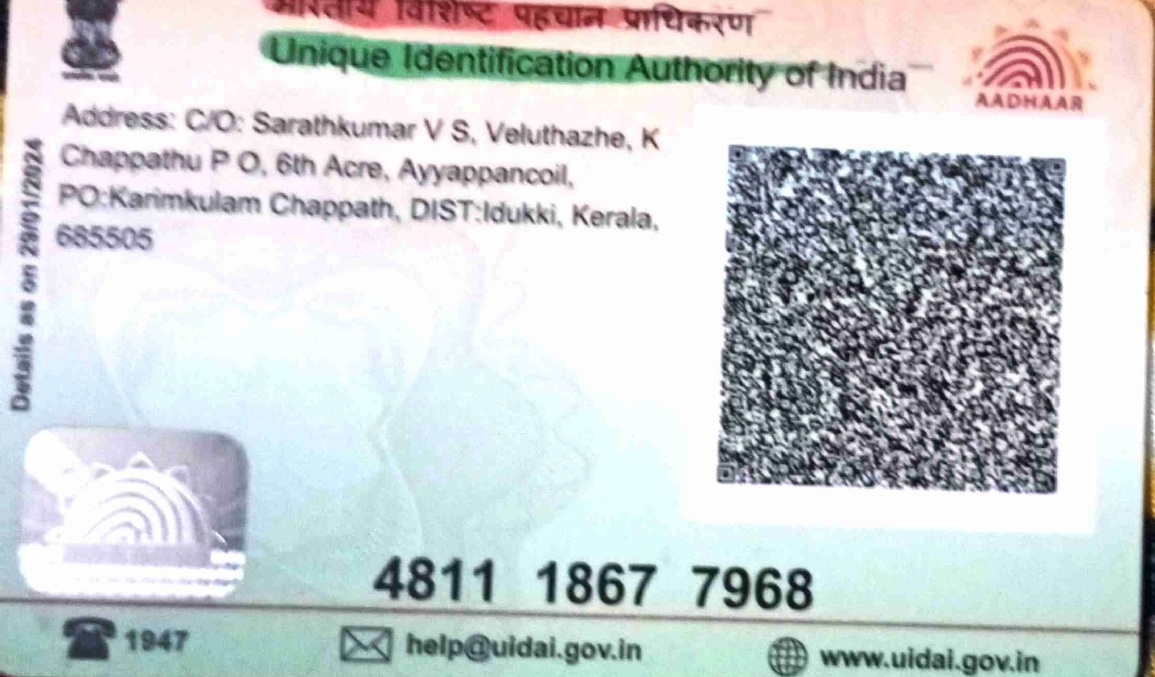 भारतीय विशिष्ट पहचान प्राधिकरण
Unique Identification Authority of India
AADHAAR
Address: C/O: Sarathkumar V S, Veluthazhe, K
Chappathu P O, 6th Acre, Ayyappancoil,
PO:Karimkulam Chappath, DIST:Idukki, Kerala,
685505
Details as on 29/01/2024
4811 1867 7968
1947
help@uidai.gov.in
www.uidai.gov.in